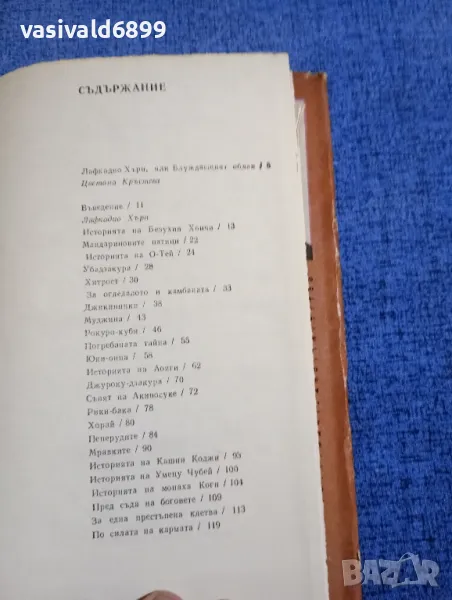 vasivald6899
СЪДЪРЖАНИЕ
Лафкадио Хърн, или Блуждаещият облак / 5
Цветана Кръстева
Въведение / 11
Лафкадио Хърн
Историята на Безухия Хоичи / 13
Мандариновите патици / 22
Историята на О-Тей / 24
Убадзакура / 28
Хитрост / 30
За огледалото и камбаната / 33
Джикининки / 38
Муджина / 43
Рокуро-куби / 46
Погребаната тайна / 55
Юки-онна / 58
Историята на Аояги / 62
Джуроку-дзакура / 70
Сънят на Акиносуке / 72
Рики-бака / 78
Хорай / 80
Пеперудите / 84
Мравките / 90
Историята на Кошин Коджи / 95
Историята на Умецу Чубей / 100
Историята на монаха Коги / 104
Пред съда на боговете / 109
За една престъпена клетва / 113
По силата на кармата / 119
BAZAR